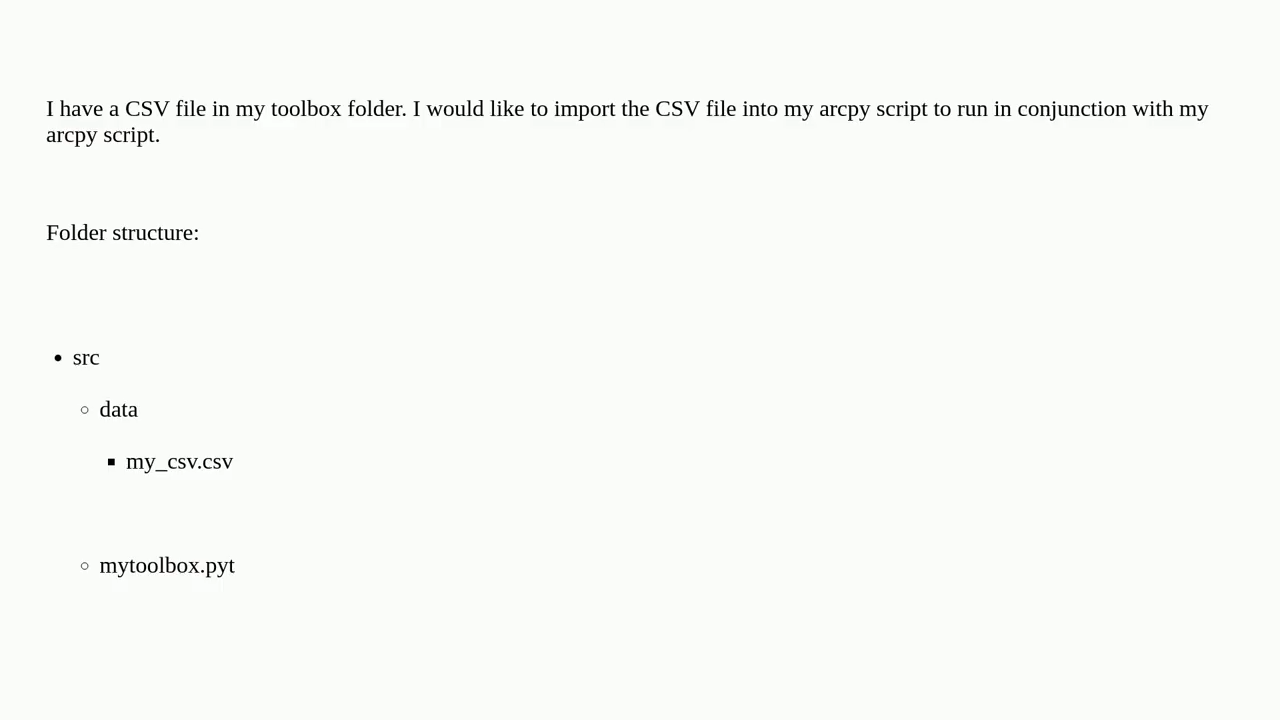 I have a CSV file in my toolbox folder. I would like to import the CSV file into my arcpy script to run in conjunction with my
arcpy script.
Folder structure:
src
data
my_csv.csv
mytoolbox.pyt